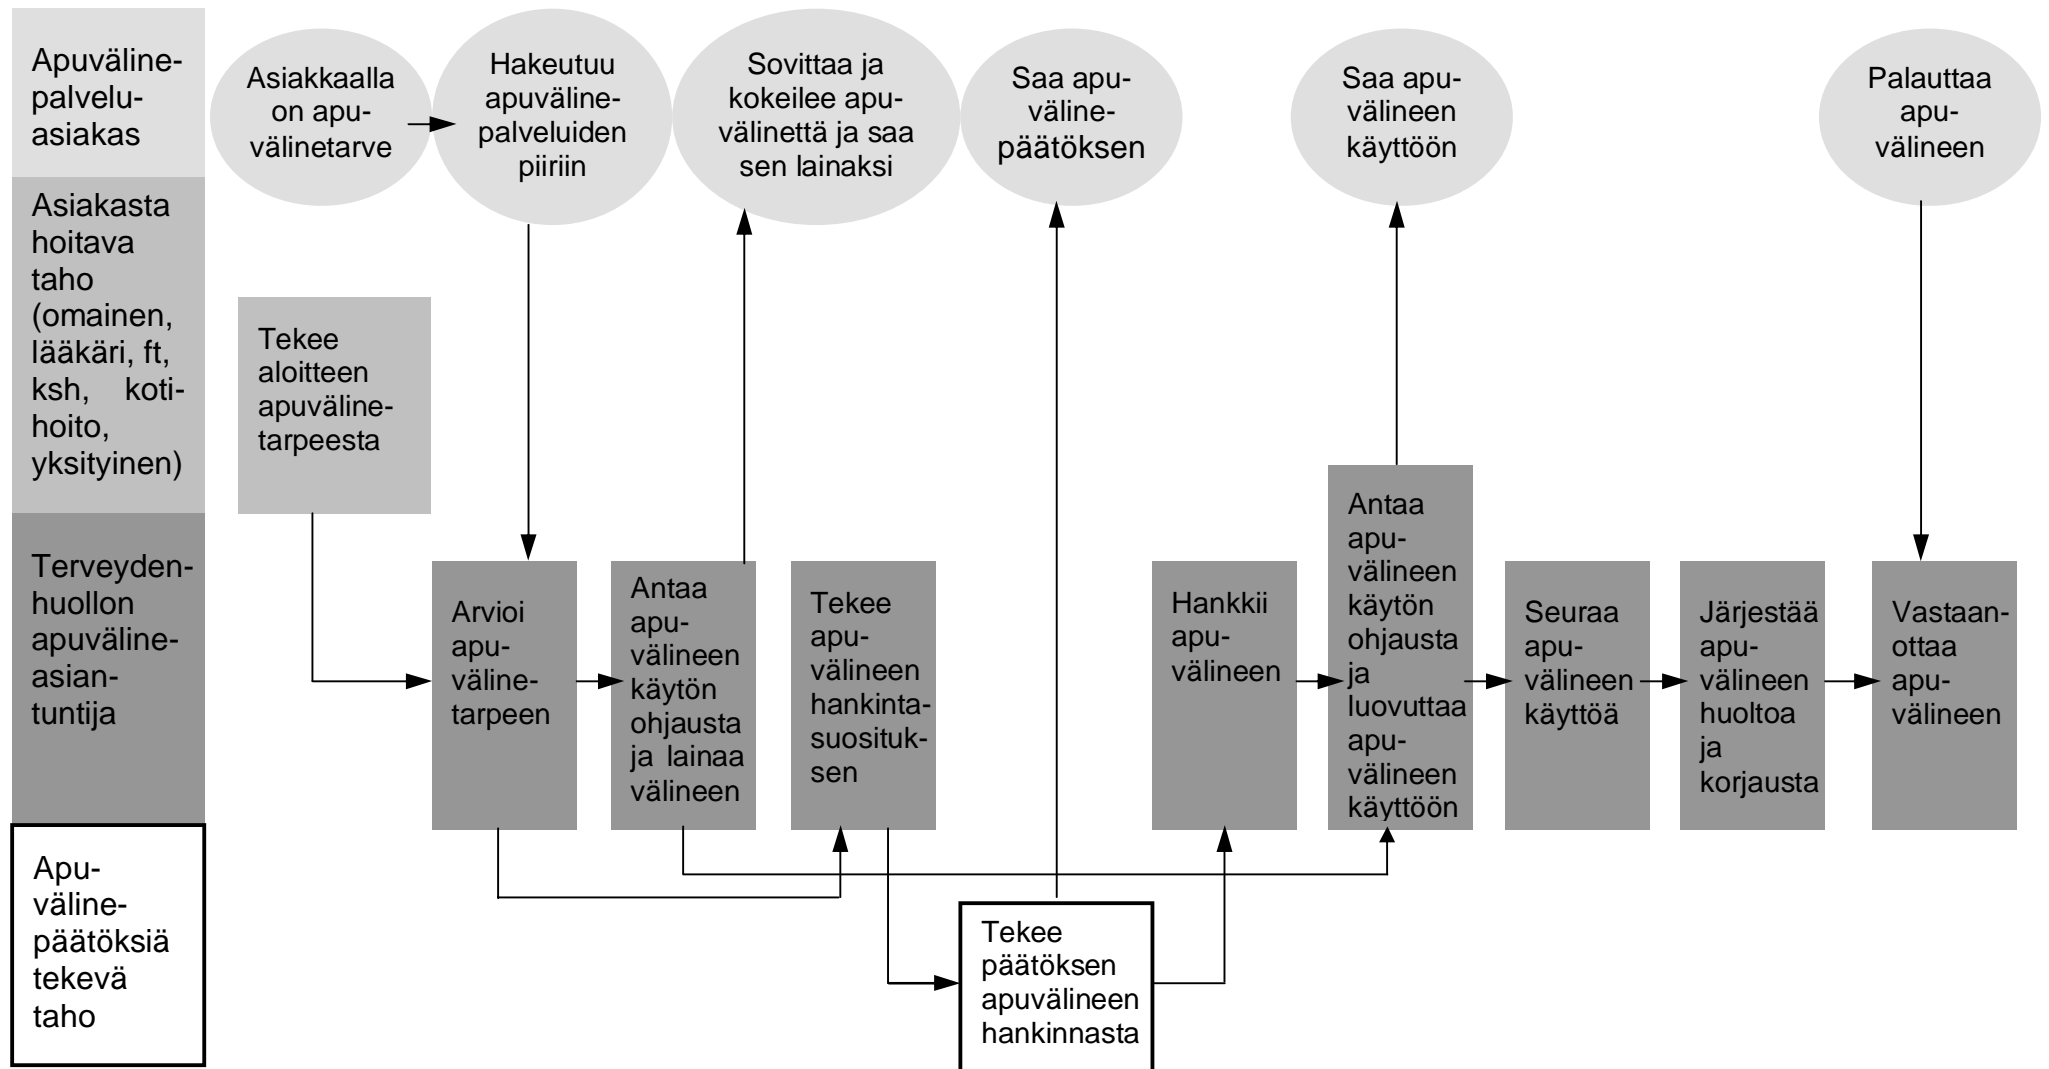 Apuväline-
palvelu-
asiakas
Asiakkaalla
on apu-
välinetarve
Hakeutuu
apuväline-
palveluiden
piiriin
Sovittaa ja
kokeilee apu-
välinettä ja saa
sen lainaksi
Saa apu-
väline-
päätöksen
Saa apu-
välineen
käyttöön
Palauttaa
apu-
välineen
Asiakasta
hoitava
taho
(omainen,
lääkäri, ft,
ksh, koti-
hoito,
yksityinen)
Tekee
aloitteen
apuväline-
tarpeesta
Terveyden-
huollon
apuväline-
asian-
tuntija
Arvioi
apu-
väline-
tarpeen
Antaa
apu-
välineen
käytön
ohjausta
ja lainaa
välineen
Tekee
apu-
välineen
hankinta-
suosituk-
sen
Hankkii
apu-
välineen
Antaa
apu-
välineen
käytön
ohjausta
ja
luovuttaa
apu-
välineen
käyttöön
Seuraa
apu-
välineen
käyttöä
Järjestää
apu-
välineen
huoltoa
ja
korjausta
Vastaan-
ottaa
apu-
välineen
Apu-
väline-
päätöksiä
tekevä
taho
Tekee
päätöksen
apuvälineen
hankinnasta